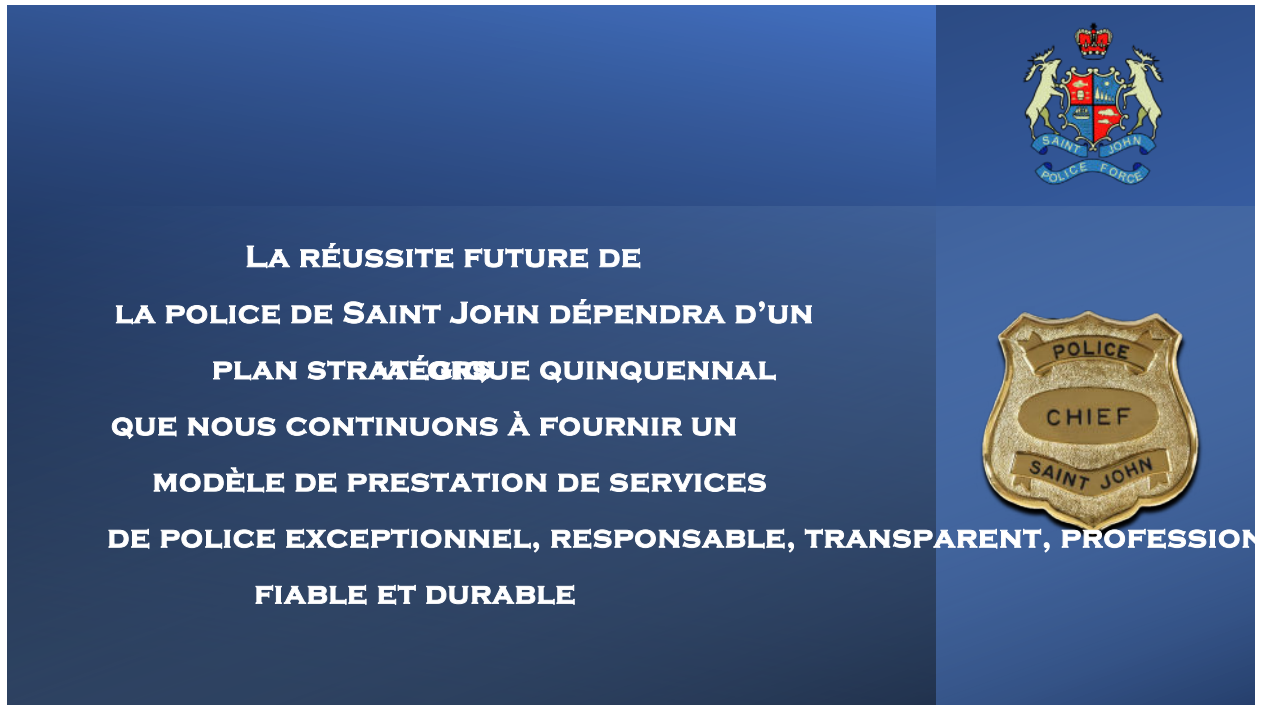 SAINT JOHN
POLICE FORCE
La réussite future de
la police de Saint John dépendra d’un
plan stratégique quinquennal
que nous continuons à fournir un
modèle de prestation de services
de police exceptionnel, responsable, transparent, profession
fiable et durable
POLICE
CHIEF
SAINT JOHN